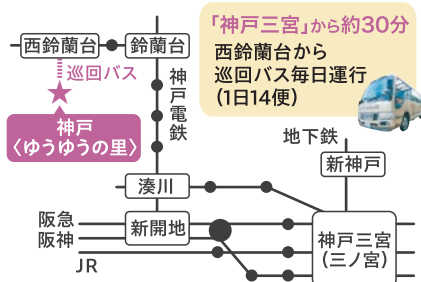 「神戸三宮」から約30分
西鈴蘭台から
巡回バス毎日運行
（1日14便）
西鈴蘭台
鈴蘭台
巡回バス
神戸電鉄
神戸
〈ゆうゆうの里〉
地下鉄
新神戸
湊川
阪急
阪神
新開地
神戸三宮
（三ノ宮）
JR